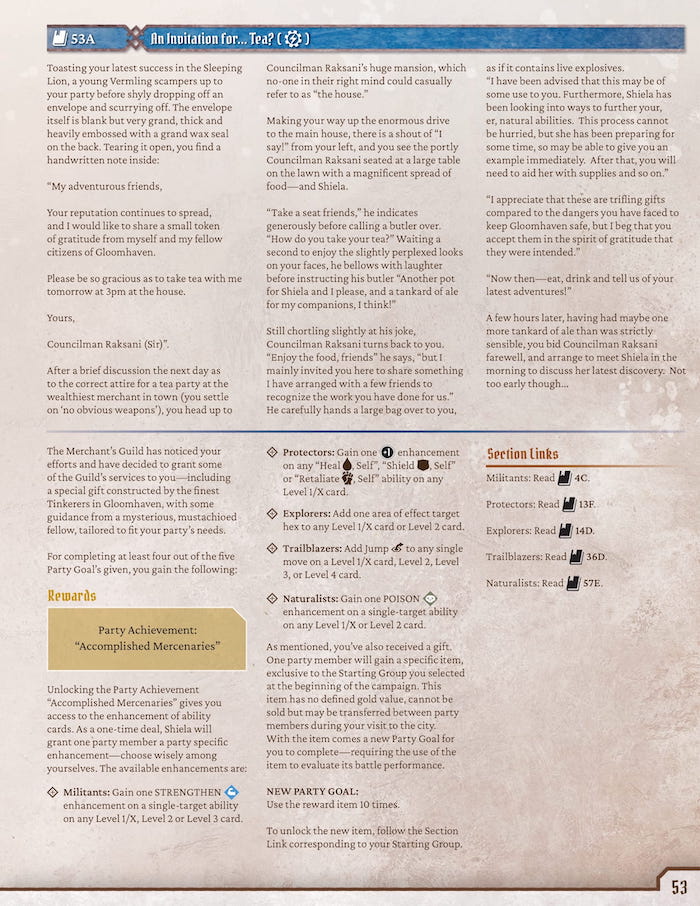 53A An Invitation for... Tea? ( )
Toasting your latest success in the Sleeping
Lion, a young Vermling scampers up to
your party before shyly dropping off an
envelope and scurrying off. The envelope
itself is blank but very grand, thick and
heavily embossed with a grand wax seal
on the back. Tearing it open, you find a
handwritten note inside:
“My adventurous friends,
Your reputation continues to spread,
and I would like to share a small token
of gratitude from myself and my fellow
citizens of Gloomhaven.
Please be so gracious as to take tea with me
tomorrow at 3pm at the house.
Yours,
Councilman Raksani (Sir)”.
After a brief discussion the next day as
to the correct attire for a tea party at the
wealthiest merchant in town (you settle
on ‘no obvious weapons’), you head up to
Councilman Raksani’s huge mansion, which
no-one in their right mind could casually
refer to as “the house.”
Making your way up the enormous drive
to the main house, there is a shout of “I
say!” from your left, and you see the portly
Councilman Raksani seated at a large table
on the lawn with a magnificent spread of
food—and Shiela.
“Take a seat friends,” he indicates
generously before calling a butler over.
“How do you take your tea?” Waiting a
second to enjoy the slightly perplexed looks
on your faces, he bellows with laughter
before instructing his butler “Another pot
for Shiela and I please, and a tankard of ale
for my companions, I think!”
Still chortling slightly at his joke,
Councilman Raksani turns back to you.
“Enjoy the food, friends” he says, “but I
mainly invited you here to share something
I have arranged with a few friends to
recognize the work you have done for us.”
He carefully hands a large bag over to you,
as if it contains live explosives.
“I have been advised that this may be of
some use to you. Furthermore, Shiela has
been looking into ways to further your,
er, natural abilities. This process cannot
be hurried, but she has been preparing for
some time, so may be able to give you an
example immediately. After that, you will
need to aid her with supplies and so on.”
“I appreciate that these are trifling gifts
compared to the dangers you have faced to
keep Gloomhaven safe, but I beg that you
accept them in the spirit of gratitude that
they were intended.”
“Now then—eat, drink and tell us of your
latest adventures!”
A few hours later, having had maybe one
more tankard of ale than was strictly
sensible, you bid Councilman Raksani
farewell, and arrange to meet Shiela in the
morning to discuss her latest discovery. Not
too early though...
The Merchant’s Guild has noticed your
efforts and have decided to grant some
of the Guild’s services to you—including
a special gift constructed by the finest
Tinkerers in Gloomhaven, with some
guidance from a mysterious, mustachioed
fellow, tailored to fit your party’s needs.
For completing at least four out of the five
Party Goal’s given, you gain the following:
Rewards
Party Achievement:
“Accomplished Mercenaries”
Unlocking the Party Achievement
“Accomplished Mercenaries” gives you
access to the enhancement of ability
cards. As a one-time deal, Shiela will
grant one party member a party specific
enhancement—choose wisely among
yourselves. The available enhancements are:
Militants: Gain one STRENGTHEN
enhancement on a single-target ability
on any Level 1/X, Level 2 or Level 3 card.
Protectors: Gain one +1 enhancement
on any “Heal , Self”, “Shield , Self”
or “Retaliate , Self” ability on any
Level 1/X card.
Explorers: Add one area of effect target
hex to any Level 1/X card or Level 2 card.
Trailblazers: Add Jump to any single
move on a Level 1/X card, Level 2, Level
3, or Level 4 card.
Naturalists: Gain one POISON
enhancement on a single-target ability
on any Level 1/X or Level 2 card.
As mentioned, you’ve also received a gift.
One party member will gain a specific item,
exclusive to the Starting Group you selected
at the beginning of the campaign. This
item has no defined gold value, cannot be
sold but may be transferred between party
members during your visit to the city.
With the item comes a new Party Goal for
you to complete—requiring the use of the
item to evaluate its battle performance.
NEW PARTY GOAL:
Use the reward item 10 times.
To unlock the new item, follow the Section
Link corresponding to your Starting Group.
Section Links
Militants: Read 4C.
Protectors: Read 13F.
Explorers: Read 14D.
Trailblazers: Read 36D.
Naturalists: Read 57E.
53